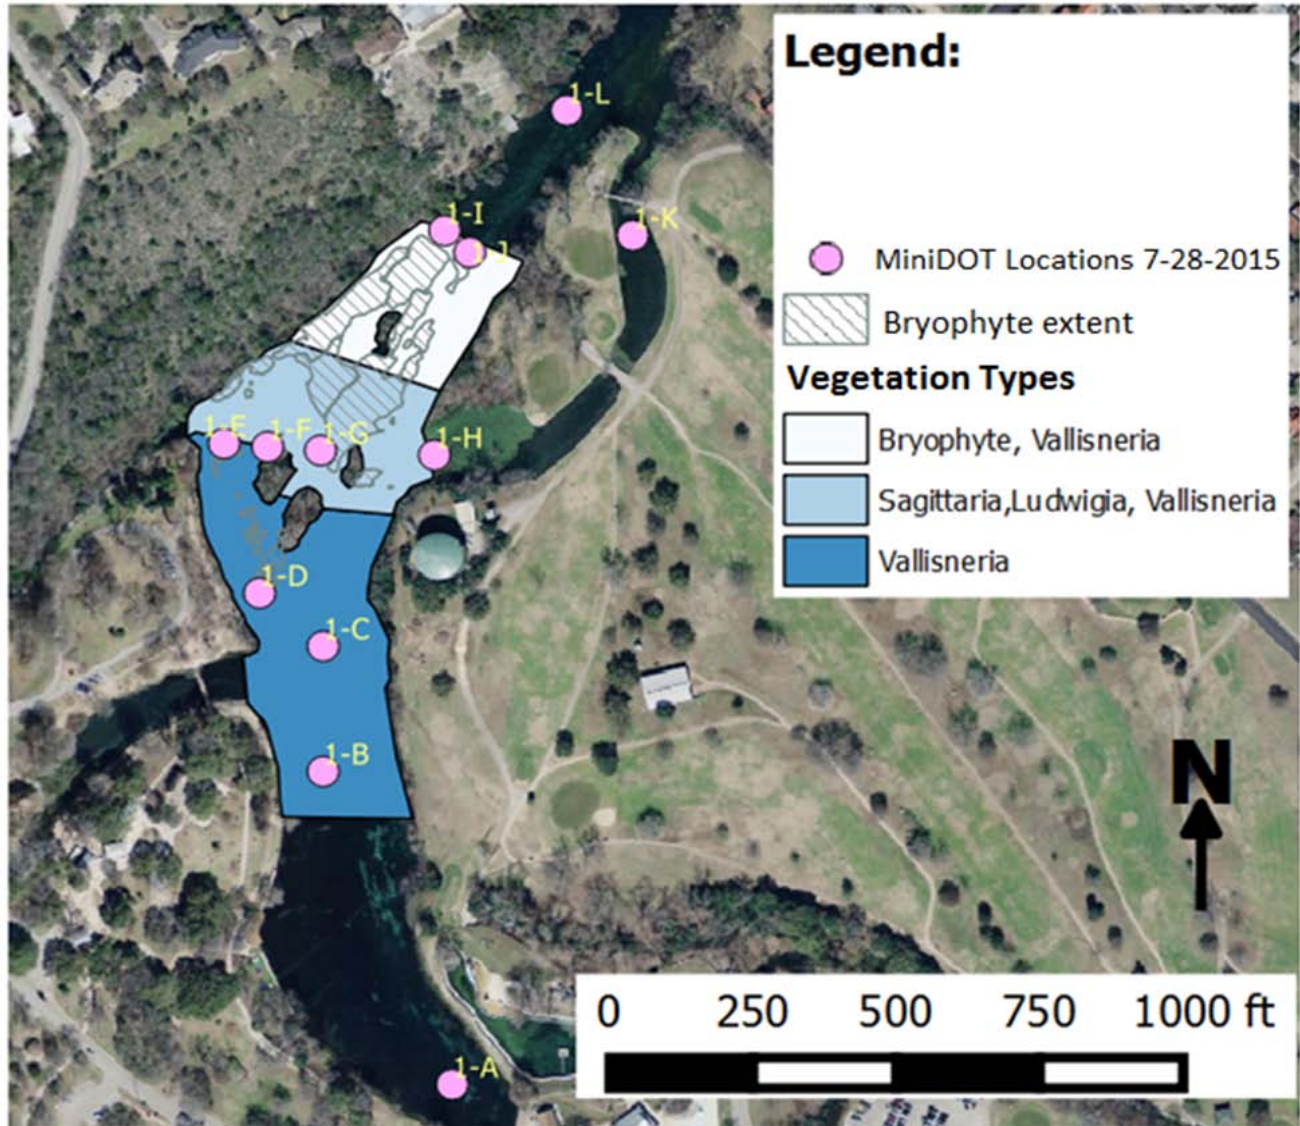 Legend:
MiniDOT Locations 7-28-2015
Bryophyte extent
Vegetation Types
Bryophyte, Vallisneria
Sagittaria,Ludwigia, Vallisneria
Vallisneria
1-L
1-I
1-K
1-J
1-E
1-F
1-G
1-H
1-D
1-C
1-B
N
0 250 500 750 1000 ft
1-A